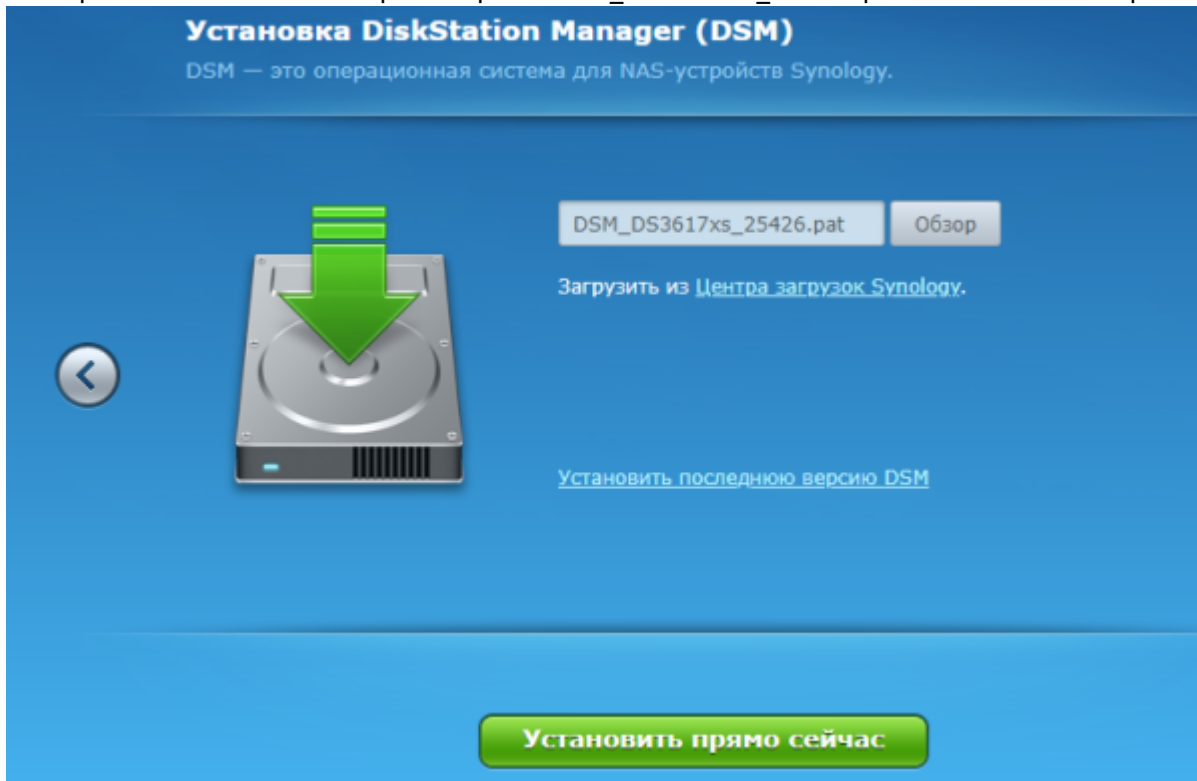 Установка DiskStation Manager (DSM)
DSM — это операционная система для NAS-устройств Synology.
DSM_DS3617xs_25426.pat
Обзор
Загрузить из Центра загрузок Synology.
Установить последнюю версию DSM
Установить прямо сейчас